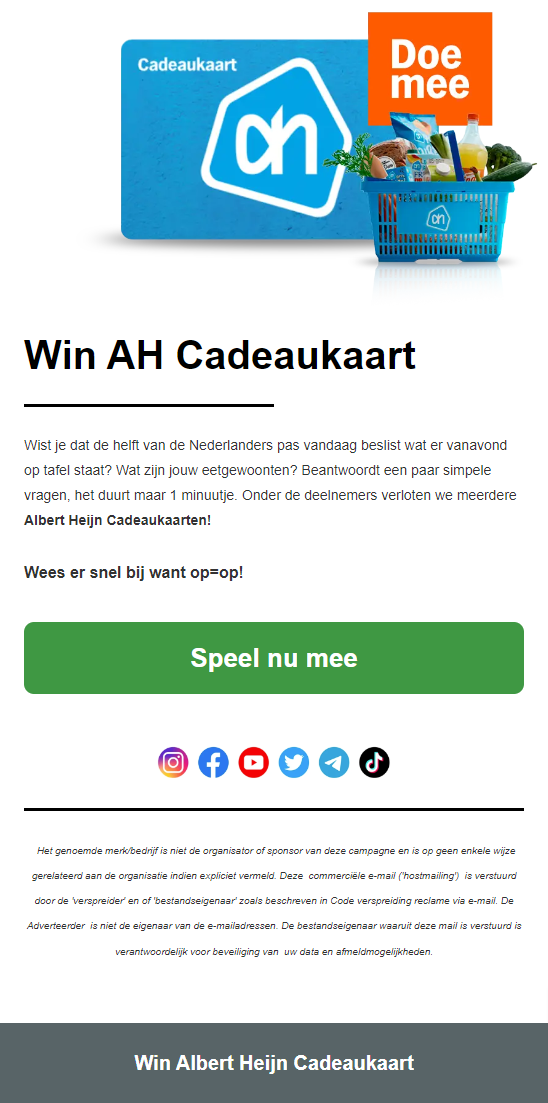 Cadeaukaart
Doe
mee
ah
ah
Win AH Cadeaukaart
Wist je dat de helft van de Nederlanders pas vandaag beslist wat er vanavond
op tafel staat? Wat zijn jouw eetgewoonten? Beantwoordt een paar simpele
vragen, het duurt maar 1 minuutje. Onder de deelnemers verloten we meerdere
Albert Heijn Cadeaukaarten!
Wees er snel bij want op=op!
Speel nu mee
Het genoemde merk/bedrijf is niet de organisator of sponsor van deze campagne en is op geen enkele wijze
gerelateerd aan de organisatie indien expliciet vermeld. Deze  commerciële e-mail ('hostmailing')  is verstuurd
door de 'verspreider' en of 'bestandseigenaar' zoals beschreven in Code verspreiding reclame via e-mail. De
Adverteerder  is niet de eigenaar van de e-mailadressen. De bestandseigenaar waaruit deze mail is verstuurd is
verantwoordelijk voor beveiliging van  uw data en afmeldmogelijkheden.
Win Albert Heijn Cadeaukaart